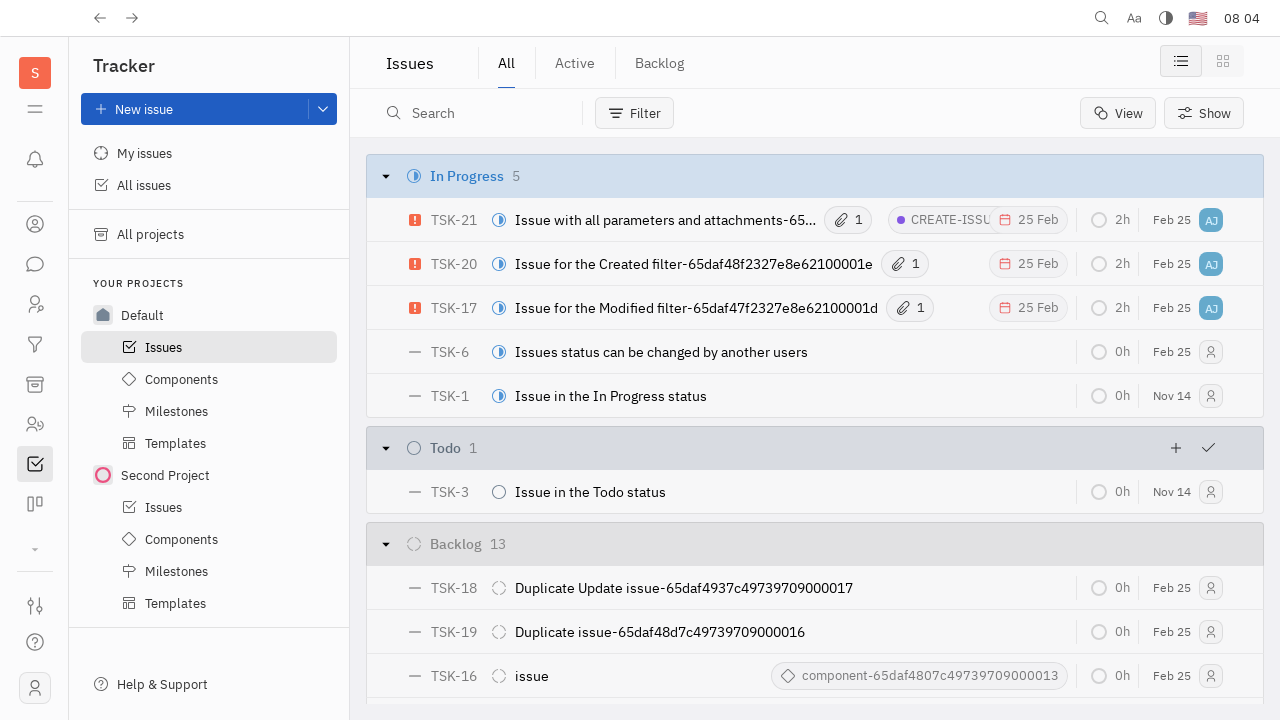 Aa 08 04
S
Tracker
New issue
My issues
All issues
All projects
YOUR PROJECTS
Default
Issues
Components
Milestones
Templates
Second Project
Issues
Components
Milestones
Templates
Help & Support
Issues All Active Backlog
Search Filter View Show
In Progress 5
TSK-21 Issue with all parameters and attachments-65... 1 CREATE-ISSU 25 Feb 2h Feb 25 AJ
TSK-20 Issue for the Created filter-65daf48f2327e8e62100001e 1 25 Feb 2h Feb 25 AJ
TSK-17 Issue for the Modified filter-65daf47f2327e8e62100001d 1 25 Feb 2h Feb 25 AJ
TSK-6 Issues status can be changed by another users 0h Feb 25
TSK-1 Issue in the In Progress status 0h Nov 14
Todo 1
TSK-3 Issue in the Todo status 0h Nov 14
Backlog 13
TSK-18 Duplicate Update issue-65daf4937c49739709000017 0h Feb 25
TSK-19 Duplicate issue-65daf48d7c49739709000016 0h Feb 25
TSK-16 issue component-65daf4807c49739709000013 0h Feb 25